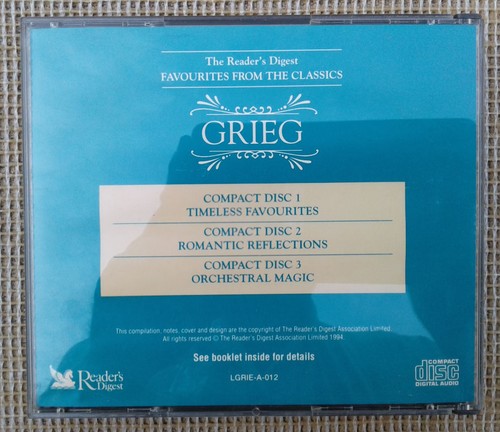 The Reader's Digest
FAVOURITES FROM THE CLASSICS
GRIEG
COMPACT DISC 1
TIMELESS FAVOURITES
COMPACT DISC 2
ROMANTIC REFLECTIONS
COMPACT DISC 3
ORCHESTRAL MAGIC
This compilation, notes, cover and design are the copyright of The Reader's Digest Association Limited.
All rights reserved © The Reader's Digest Association Limited 1994.
See booklet inside for details
Reader's
Digest
LGRIE-A-012
COMPACT
disc
DIGITAL AUDIO